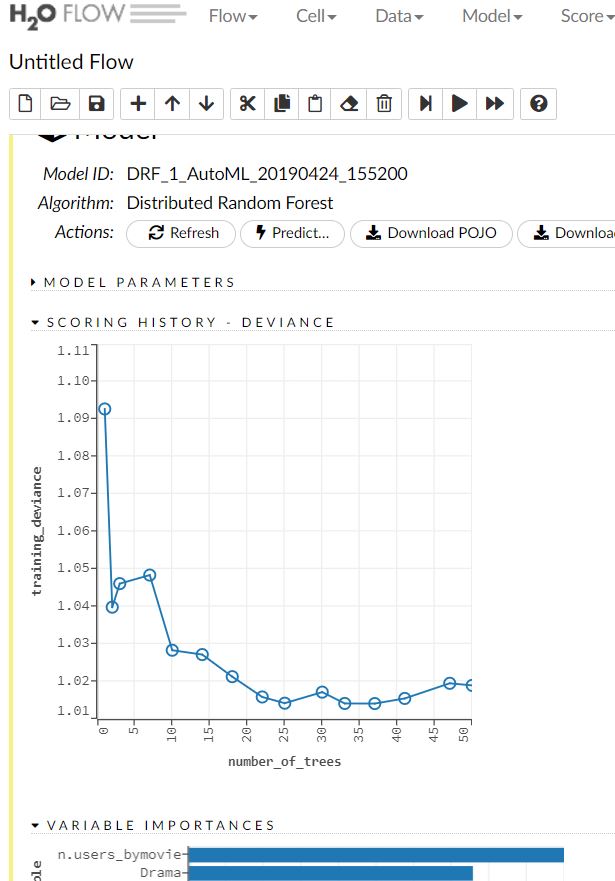 H2O FLOW
Flow Cell Data Model Score
Untitled Flow
Model
Model ID: DRF_1_AutoML_20190424_155200
Algorithm: Distributed Random Forest
Actions: Refresh Predict... Download POJO Downloa
MODEL PARAMETERS
SCORING HISTORY - DEVIANCE
1.11
1.10
1.09
1.08
1.07
1.06
1.05
1.04
1.03
1.02
1.01
training_deviance
0 5 10 15 20 25 30 35 40 45 50
number_of_trees
VARIABLE IMPORTANCES
n.users_bymovie
Drama
ble